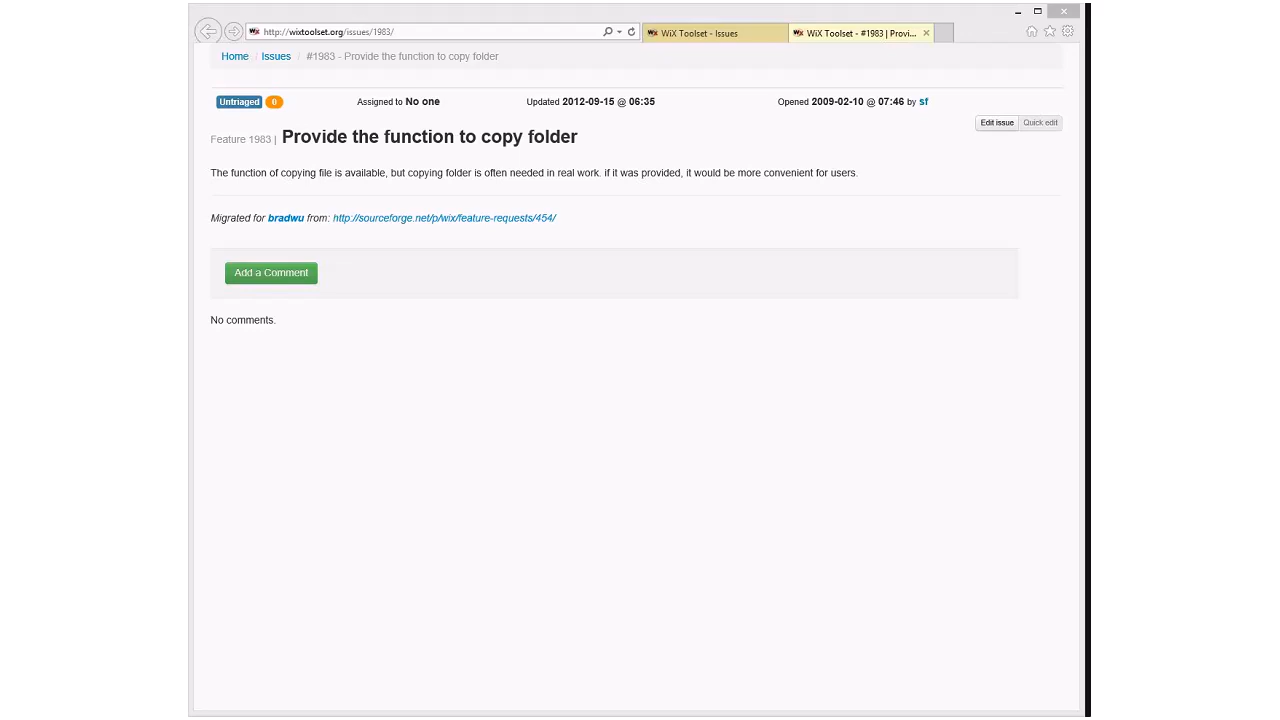 http://wixtoolset.org/issues/1983/
WiX Toolset - Issues
WiX Toolset - #1983 | Provi...
Home / Issues / #1983 - Provide the function to copy folder
Untriaged 0 Assigned to No one Updated 2012-09-15 @ 06:35 Opened 2009-02-10 @ 07:46 by sf
Edit issue Quick edit
Feature 1983 | Provide the function to copy folder
The function of copying file is available, but copying folder is often needed in real work. if it was provided, it would be more convenient for users.
Migrated for bradwu from: http://sourceforge.net/p/wix/feature-requests/454/
Add a Comment
No comments.